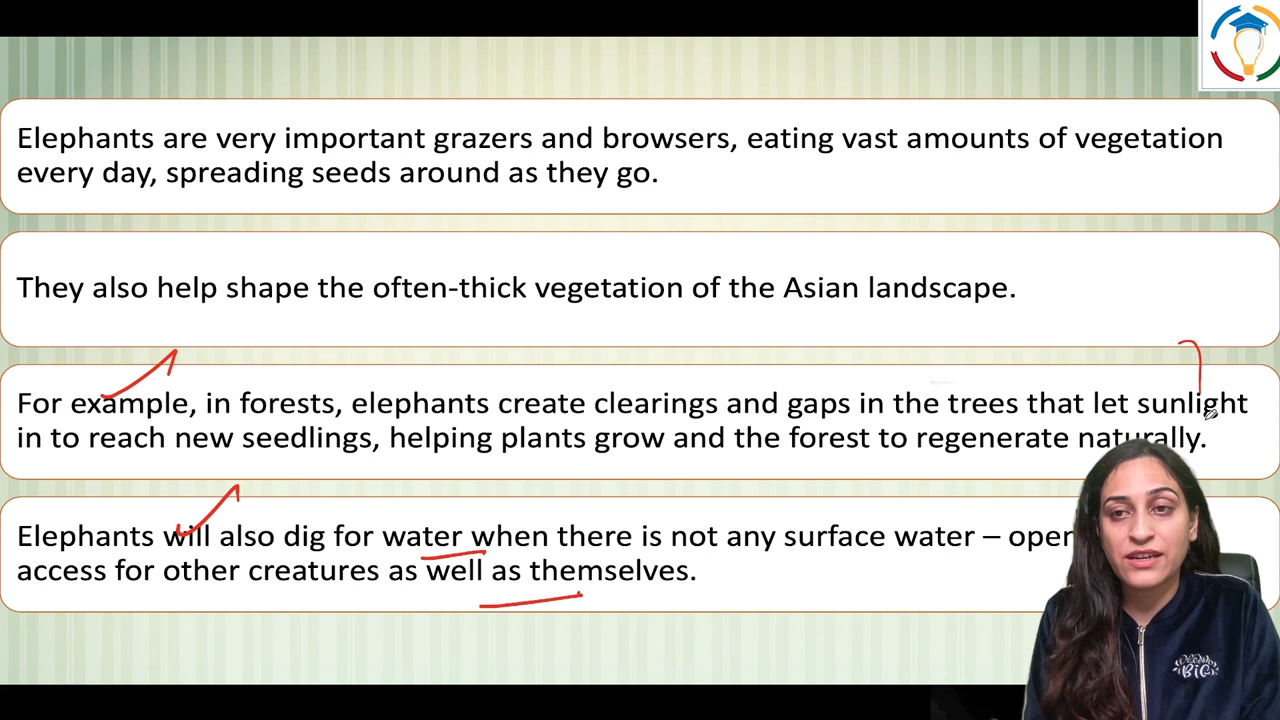 Elephants are very important grazers and browsers, eating vast amounts of vegetation
every day, spreading seeds around as they go.
They also help shape the often-thick vegetation of the Asian landscape.
For example, in forests, elephants create clearings and gaps in the trees that let sunlight
in to reach new seedlings, helping plants grow and the forest to regenerate naturally.
Elephants will also dig for water when there is not any surface water –
access for other creatures as well as themselves.
BIG